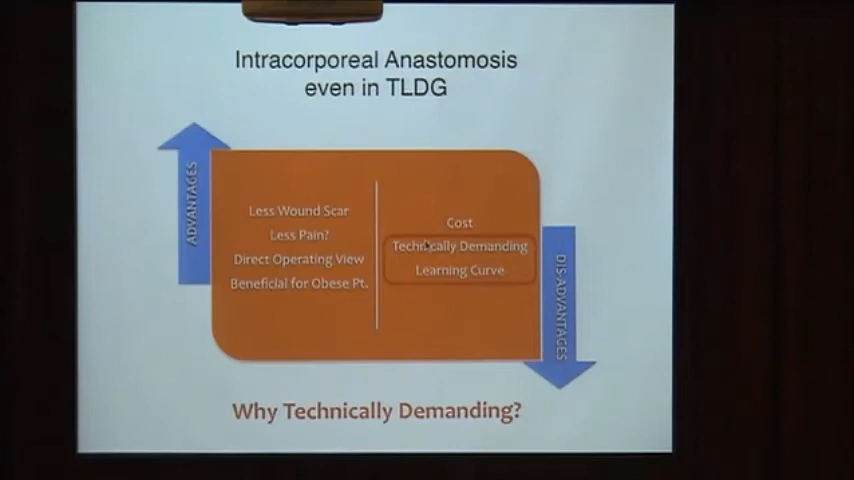 Intracorporeal Anastomosis
even in TLDG
ADVANTAGES
Less Wound Scar
Less Pain?
Direct Operating View
Beneficial for Obese Pt.
Cost
Technically Demanding
Learning Curve
DIS-ADVANTAGES
Why Technically Demanding?